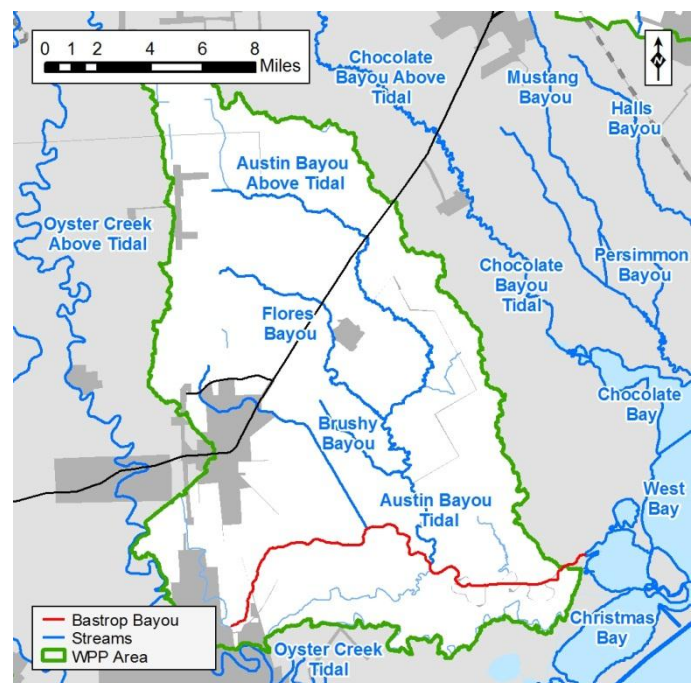 0 1 2 4 6 8
Miles
N
Chocolate
Bayou Above
Tidal
Mustang
Bayou
Halls
Bayou
Austin Bayou
Above Tidal
Oyster Creek
Above Tidal
Persimmon
Bayou
Chocolate
Bayou
Tidal
Flores
Bayou
Chocolate
Bay
Brushy
Bayou
West
Bay
Austin Bayou
Tidal
Christmas
Bay
Oyster Creek
Tidal
Bastrop Bayou
Streams
WPP Area